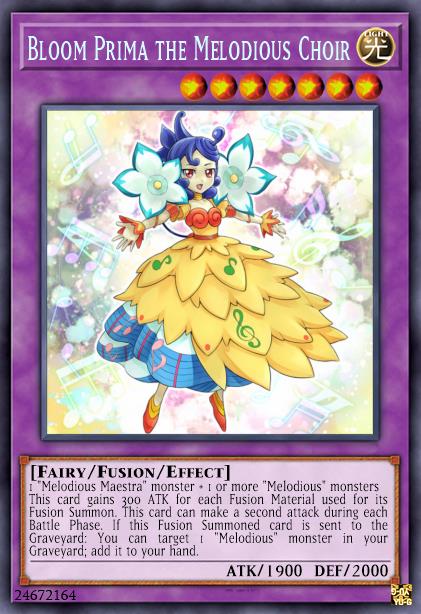 Bloom Prima the Melodious Choir
LIGHT
光
[Fairy/Fusion/Effect]
1 "Melodious Maestra" monster + 1 or more "Melodious" monsters
This card gains 300 ATK for each Fusion Material used for its
Fusion Summon. This card can make a second attack during each
Battle Phase. If this Fusion Summoned card is sent to the
Graveyard: You can target 1 "Melodious" monster in your
Graveyard; add it to your hand.
ATK/1900 DEF/2000
24672164